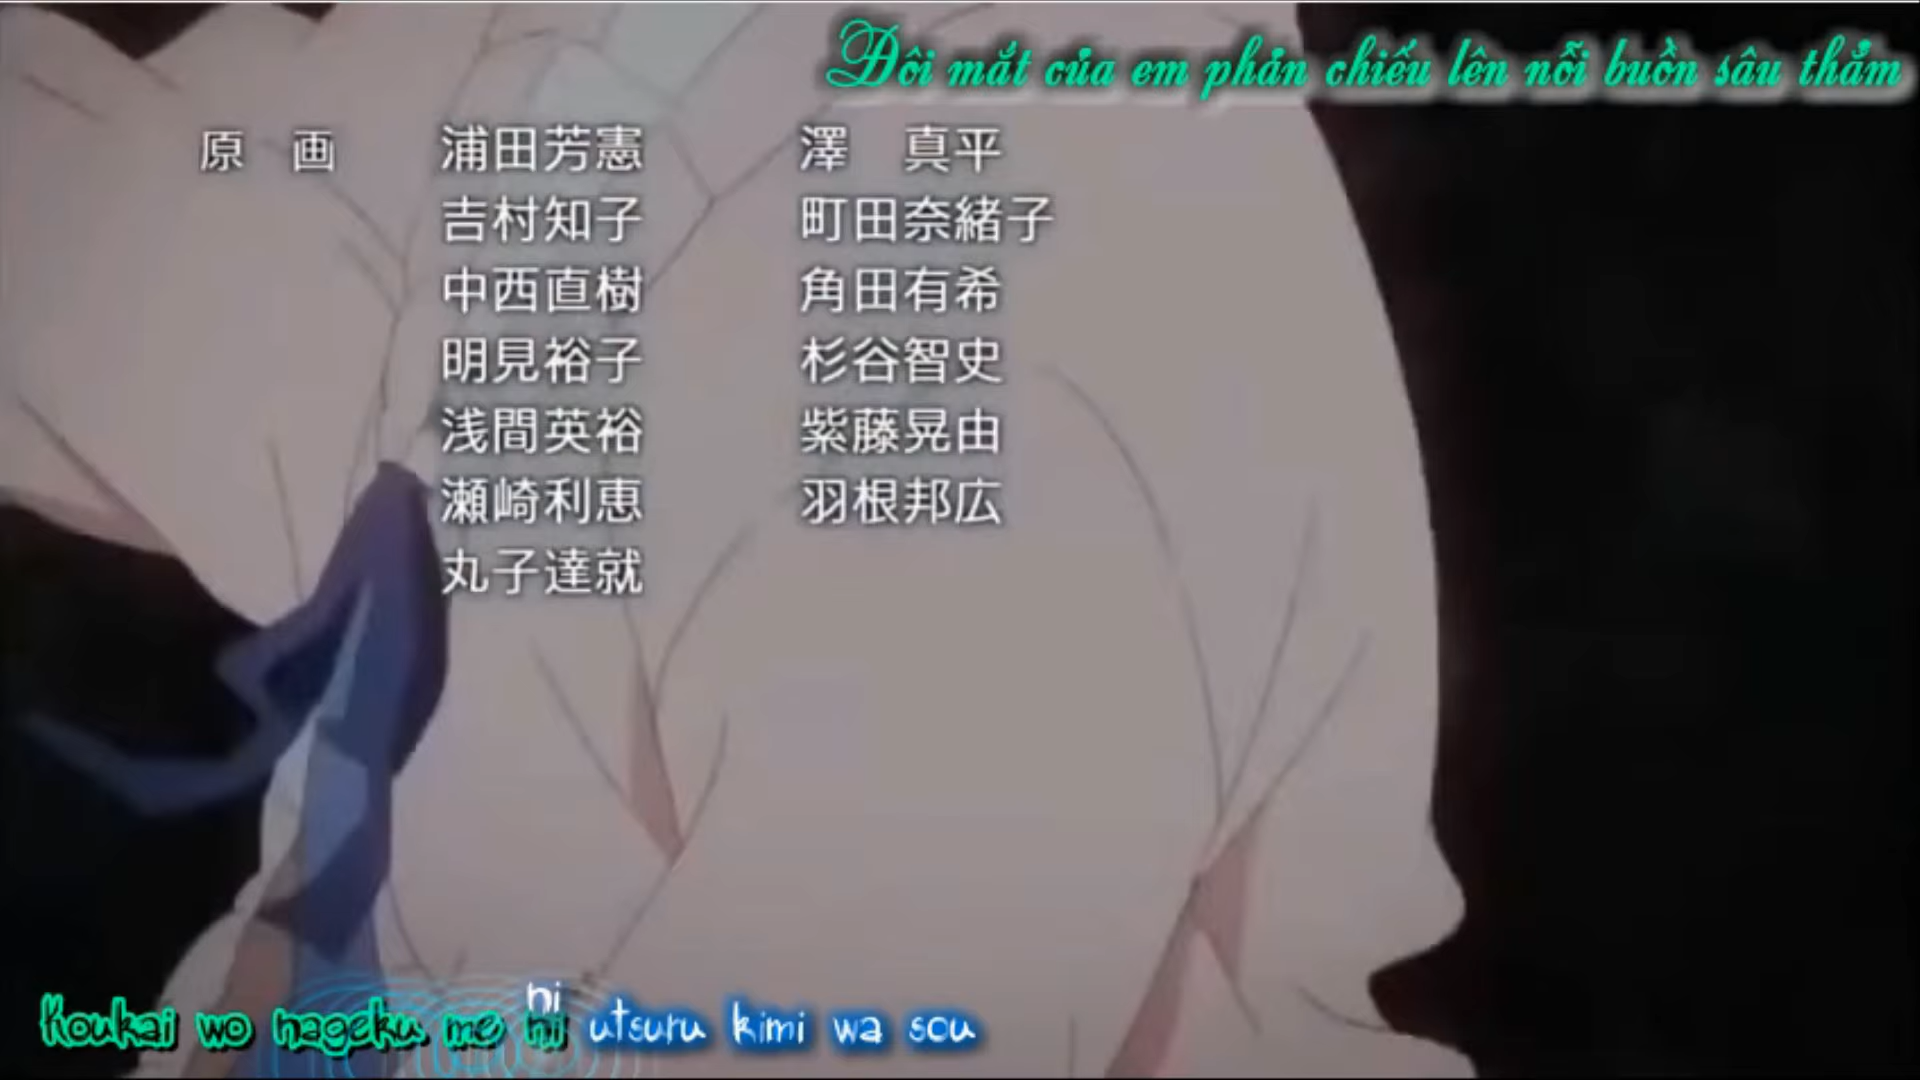 Đôi mắt của em phản chiếu lên nỗi buồn sâu thẳm
原 画 浦田芳憲 澤 真平
吉村知子 町田奈緒子
中西直樹 角田有希
明見裕子 杉谷智史
浅間英裕 紫藤晃由
瀬崎利恵 羽根邦広
丸子達就
Koukai wo nageku me ni utsuru kimi wa sou